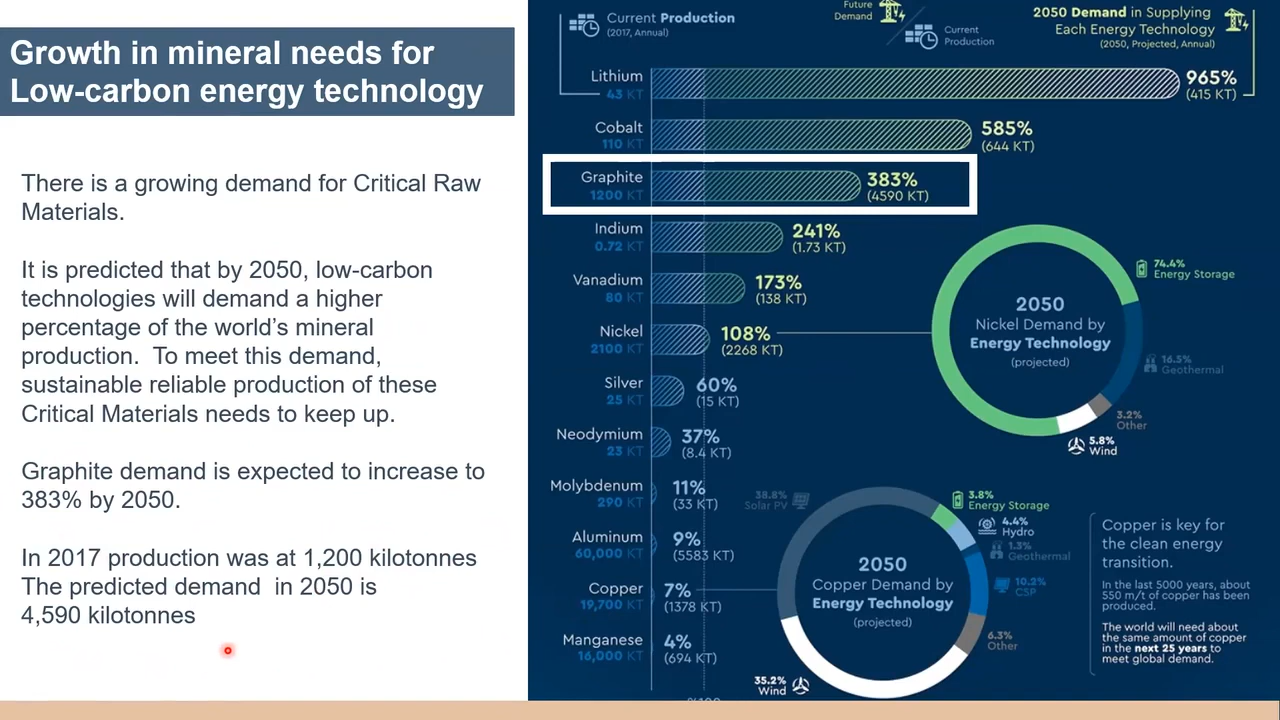 Growth in mineral needs for
Low-carbon energy technology
There is a growing demand for Critical Raw
Materials.
It is predicted that by 2050, low-carbon
technologies will demand a higher
percentage of the world’s mineral
production.  To meet this demand,
sustainable reliable production of these
Critical Materials needs to keep up.
Graphite demand is expected to increase to
383% by 2050.
In 2017 production was at 1,200 kilotonnes
The predicted demand  in 2050 is
4,590 kilotonnes
Current Production
(2017, Annual)
Future
Demand
Current
Production
2050 Demand in Supplying
Each Energy Technology
(2050, Projected, Annual)
Lithium
43 KT
965%
(415 KT)
Cobalt
110 KT
585%
(644 KT)
Graphite
1200 KT
383%
(4590 KT)
Indium
0.72 KT
241%
(1.73 KT)
Vanadium
80 KT
173%
(138 KT)
Nickel
2100 KT
108%
(2268 KT)
Silver
25 KT
60%
(15 KT)
Neodymium
23 KT
37%
(8.4 KT)
Molybdenum
290 KT
11%
(33 KT)
Aluminum
60,000 KT
9%
(5583 KT)
Copper
19,700 KT
7%
(1378 KT)
Manganese
16,000 KT
4%
(694 KT)
2050
Nickel Demand by
Energy Technology
(projected)
74.4%
Energy Storage
16.5%
Geothermal
3.2%
Other
5.8%
Wind
2050
Copper Demand by
Energy Technology
(projected)
38.8%
Solar PV
3.8%
Energy Storage
4.4%
Hydro
1.3%
Geothermal
10.2%
CSP
6.3%
Other
35.2%
Wind
Copper is key for
the clean energy
transition.
In the last 5000 years, about
550 m/t of copper has been
produced.
The world will need about
the same amount of copper
in the next 25 years to
meet global demand.